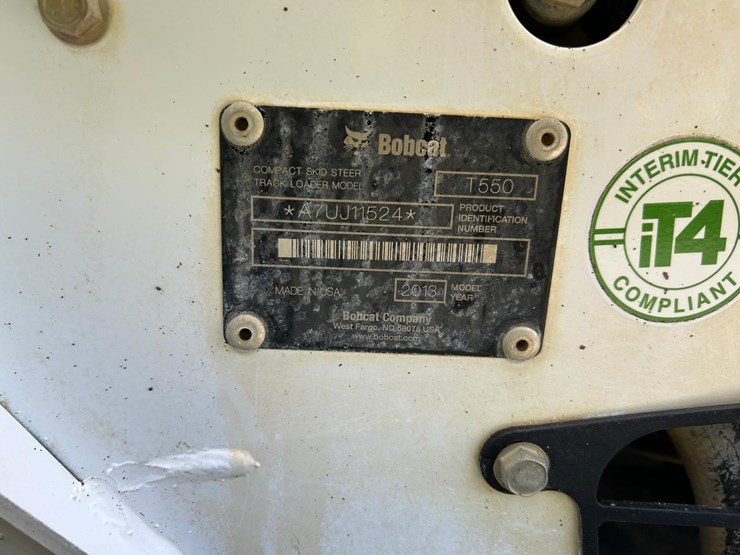 Bobcat
COMPACT SKID STEER
TRACK LOADER MODEL
T550
*A7UJ11524*
PRODUCT
IDENTIFICATION
NUMBER
MADE IN USA
2013
MODEL
YEAR
Bobcat Company
West Fargo, ND 58078 USA
www.bobcat.com
INTERIM TIER
iT4
COMPLIANT